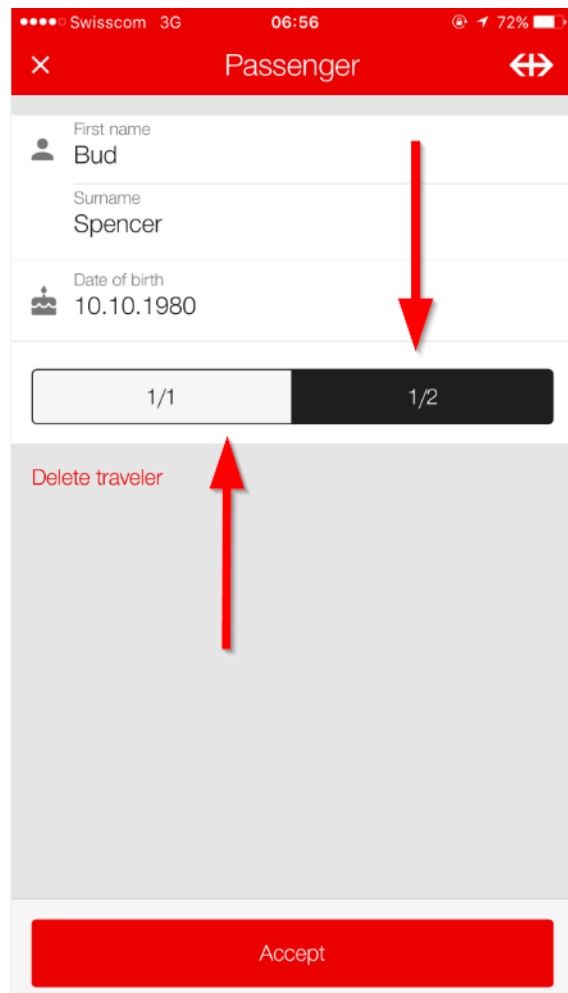 Swisscom 3G 06:56 72%
Passenger
First name
Bud
Surname
Spencer
Date of birth
10.10.1980
1/1 1/2
Delete traveler
Accept